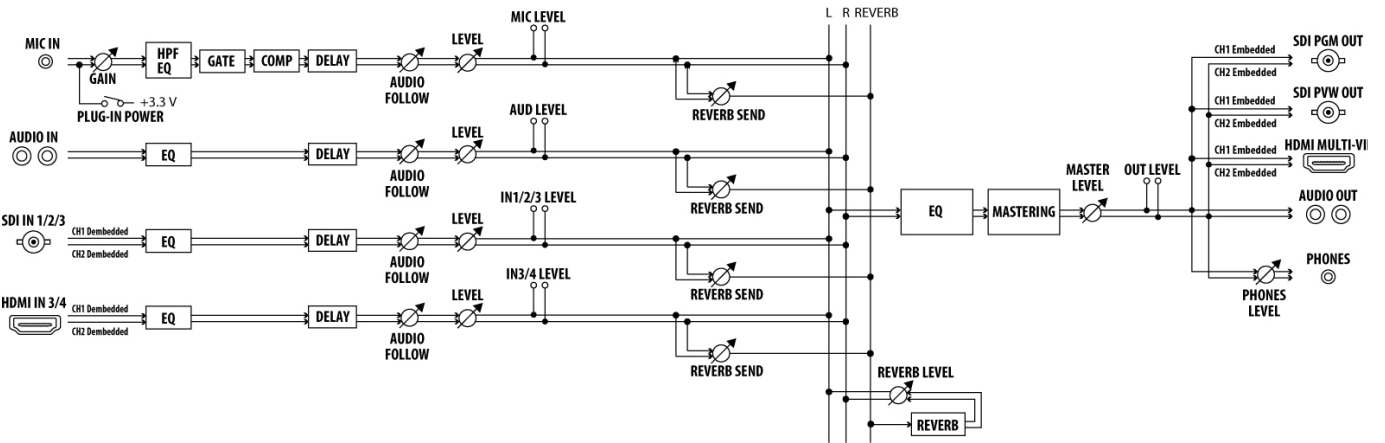 L R REVERB
MIC IN
GAIN
HPF
EQ
GATE
COMP
DELAY
AUDIO
FOLLOW
LEVEL
MIC LEVEL
REVERB SEND
+3.3 V
PLUG-IN POWER
AUDIO IN
EQ
DELAY
AUDIO
FOLLOW
LEVEL
AUD LEVEL
REVERB SEND
SDI IN 1/2/3
CH1 Dembedded
CH2 Dembedded
EQ
DELAY
AUDIO
FOLLOW
LEVEL
IN1/2/3 LEVEL
REVERB SEND
HDMI IN 3/4
CH1 Dembedded
CH2 Dembedded
EQ
DELAY
AUDIO
FOLLOW
LEVEL
IN3/4 LEVEL
REVERB SEND
REVERB LEVEL
REVERB
EQ
MASTERING
MASTER
LEVEL
OUT LEVEL
CH1 Embedded
CH2 Embedded
SDI PGM OUT
CH1 Embedded
CH2 Embedded
SDI PVW OUT
CH1 Embedded
CH2 Embedded
HDMI MULTI-VI
AUDIO OUT
PHONES
PHONES
LEVEL